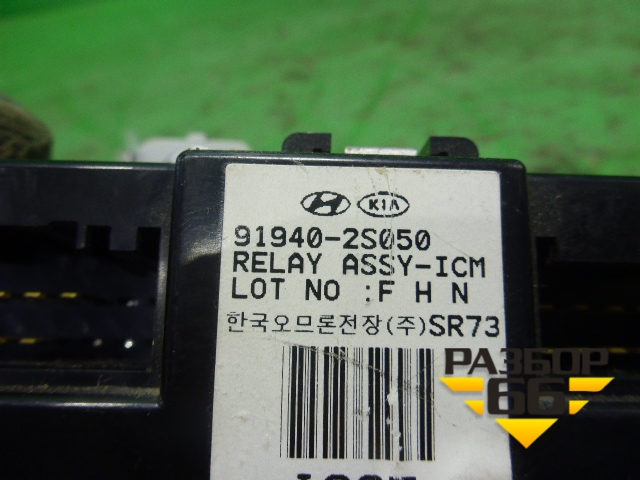 KIA
91940-2S050
RELAY ASSY-ICM
LOT NO :F H N
한국오므론전장(주)SR73
РАЗБОР
66